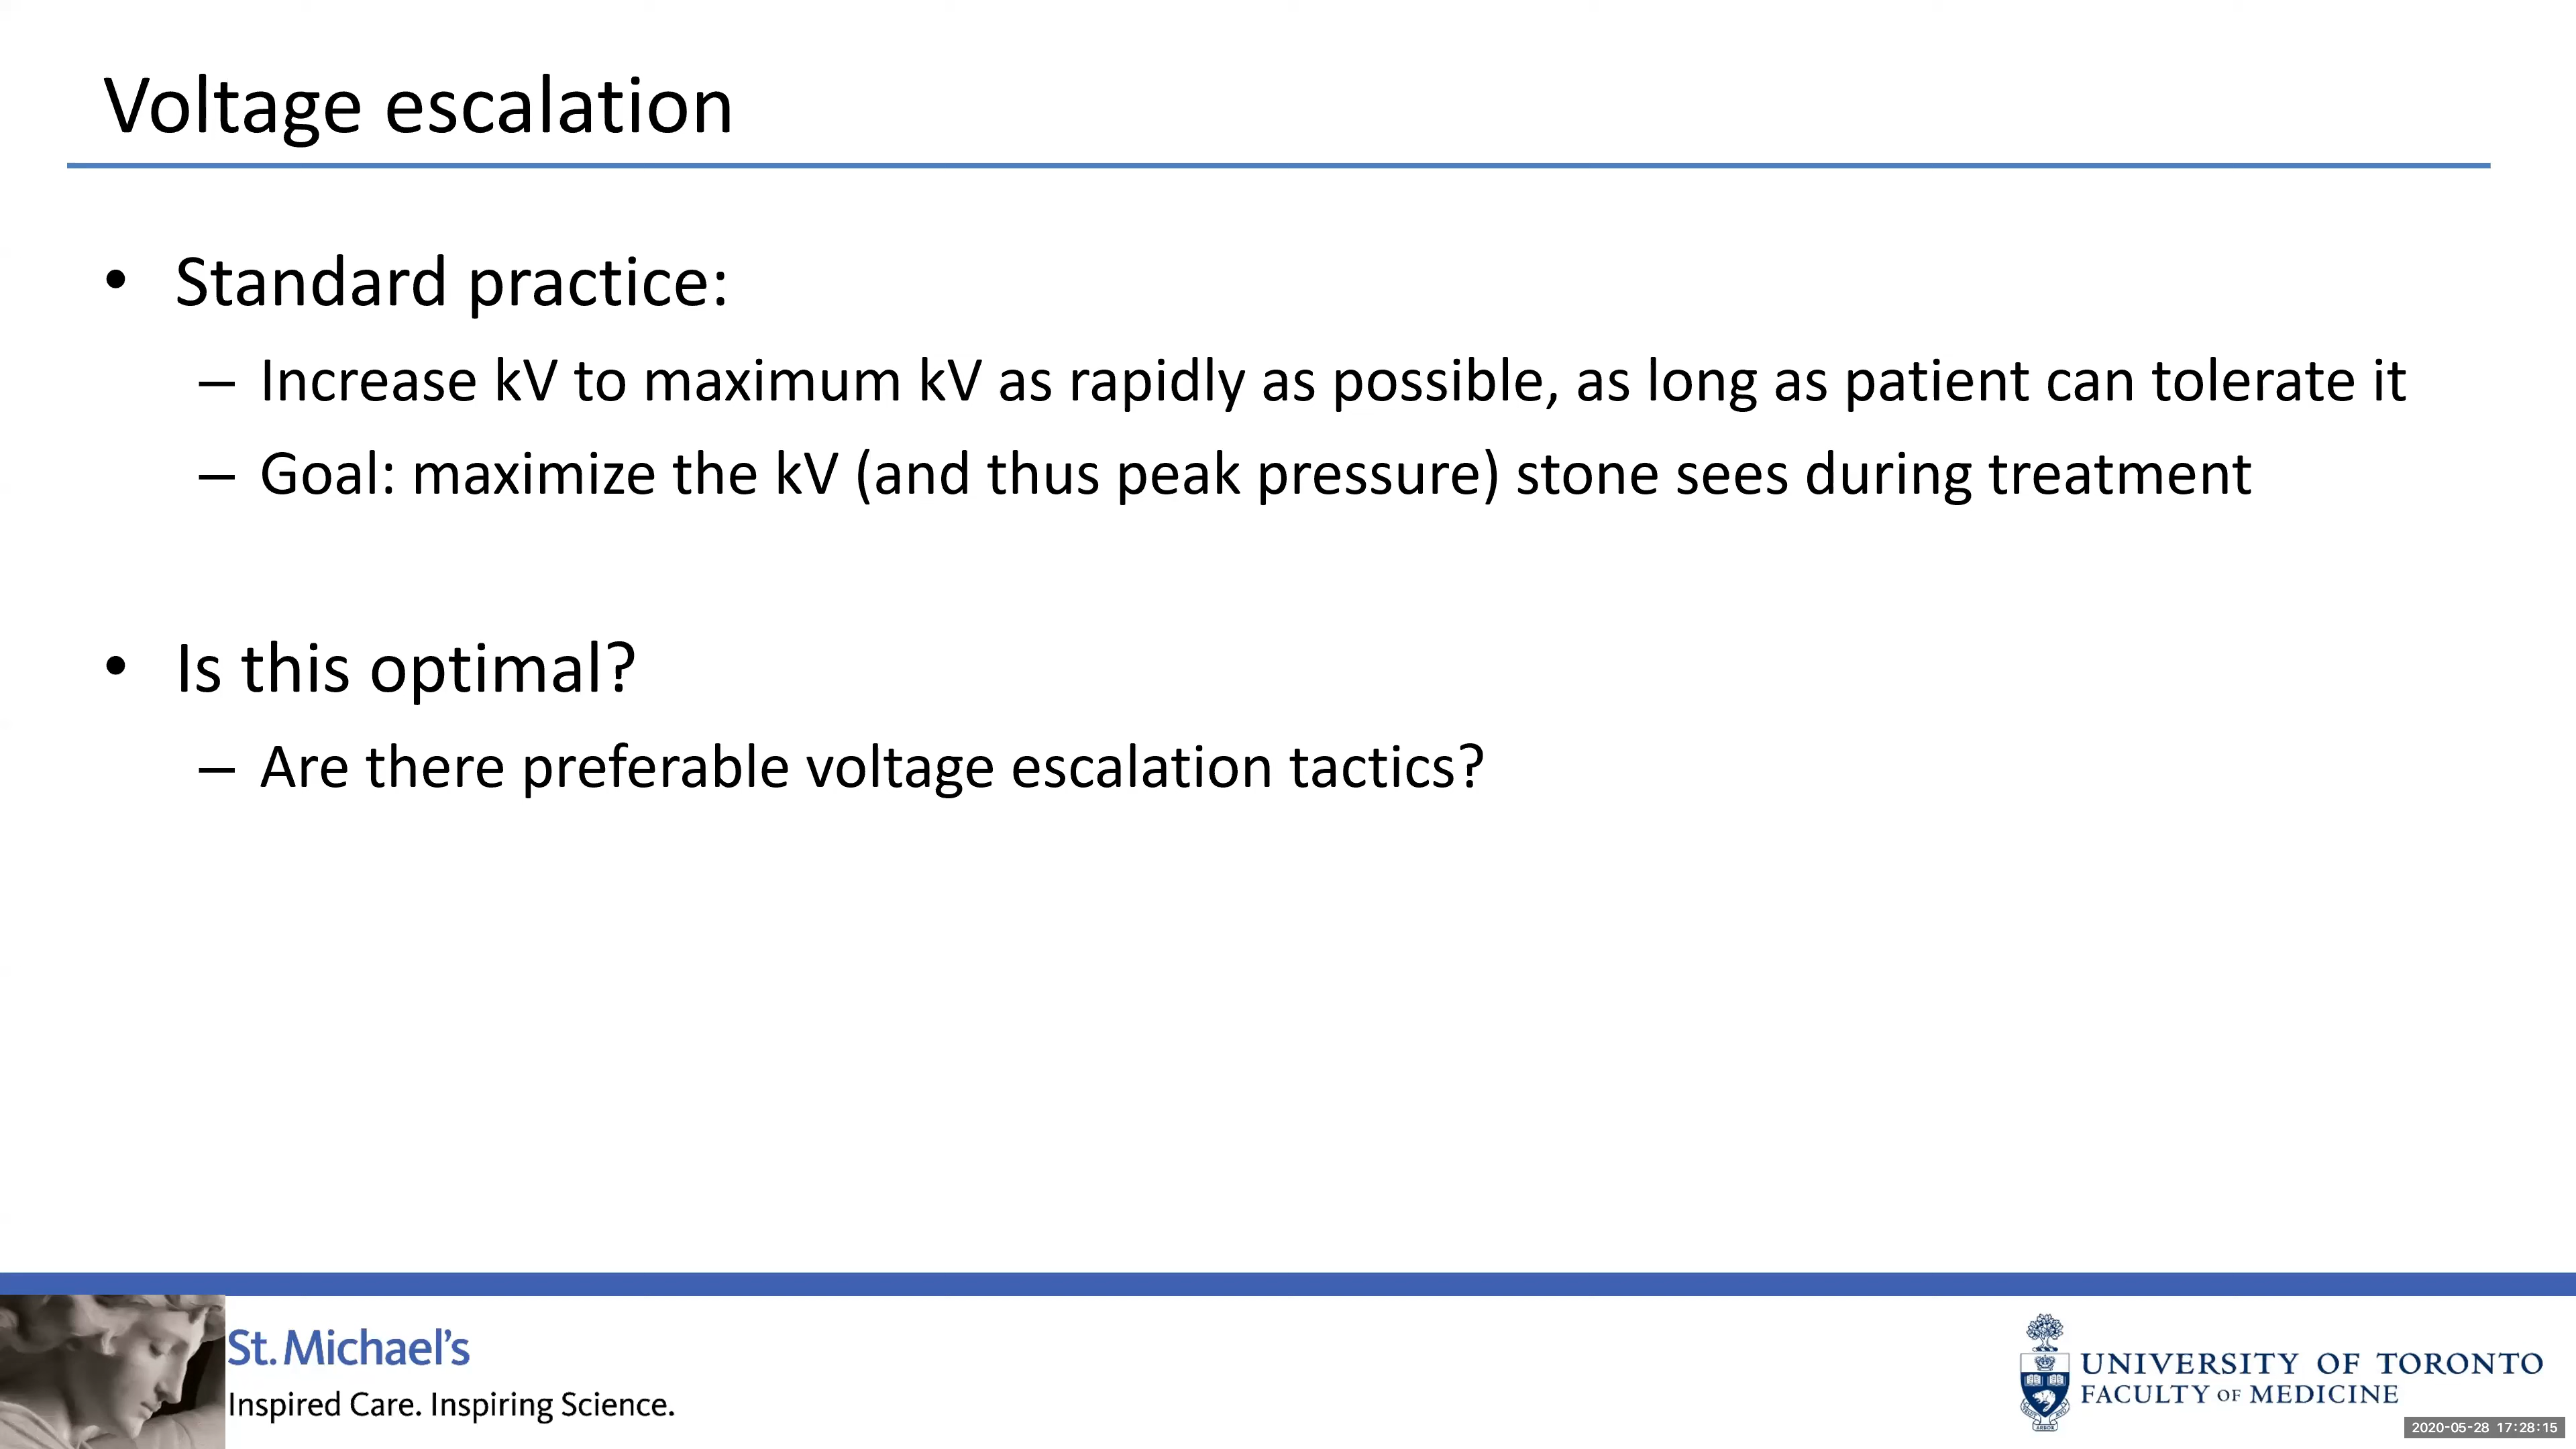 Voltage escalation
• Standard practice:
– Increase kV to maximum kV as rapidly as possible, as long as patient can tolerate it
– Goal: maximize the kV (and thus peak pressure) stone sees during treatment
• Is this optimal?
– Are there preferable voltage escalation tactics?
St. Michael's
Inspired Care. Inspiring Science.
UNIVERSITY OF TORONTO
FACULTY OF MEDICINE
2020-05-28 17:28:15